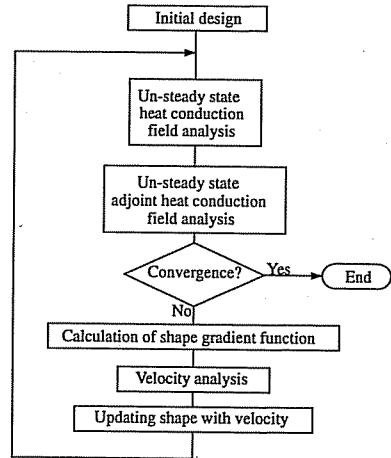 Initial design
Un-steady state
heat conduction
field analysis
Un-steady state
adjoint heat conduction
field analysis
Convergence?
Yes
End
No
Calculation of shape gradient function
Velocity analysis
Updating shape with velocity